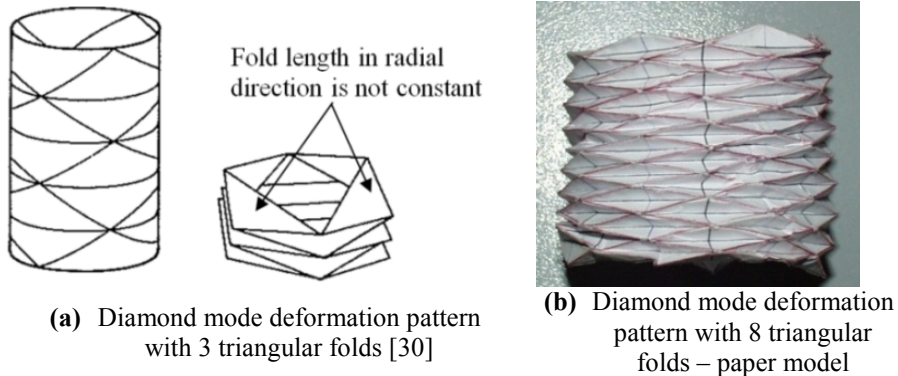 Fold length in radial
direction is not constant
(a) Diamond mode deformation pattern
with 3 triangular folds [30]
(b) Diamond mode deformation
pattern with 8 triangular
folds – paper model